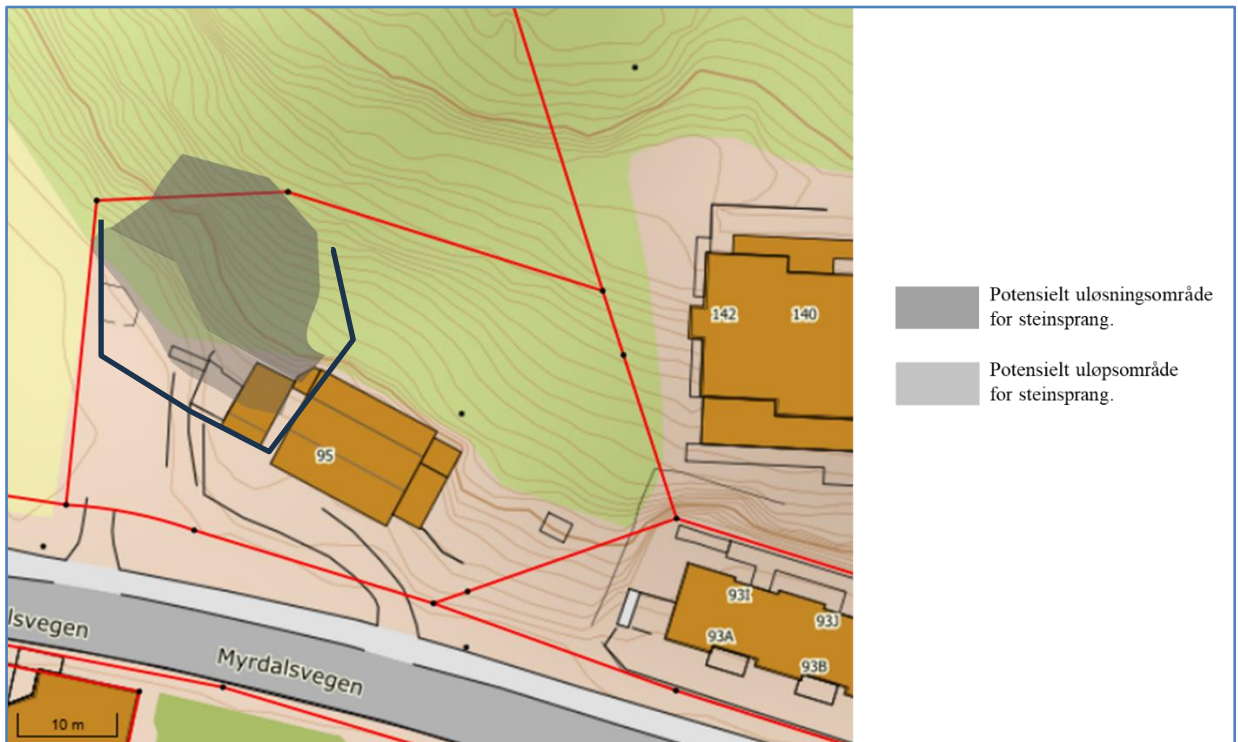 Potensielt uløsningsområde
for steinsprang.
142
140
Potensielt uløpsområde
for steinsprang.
95
93I
93J
93A
93B
lsvegen
Myrdalsvegen
10 m